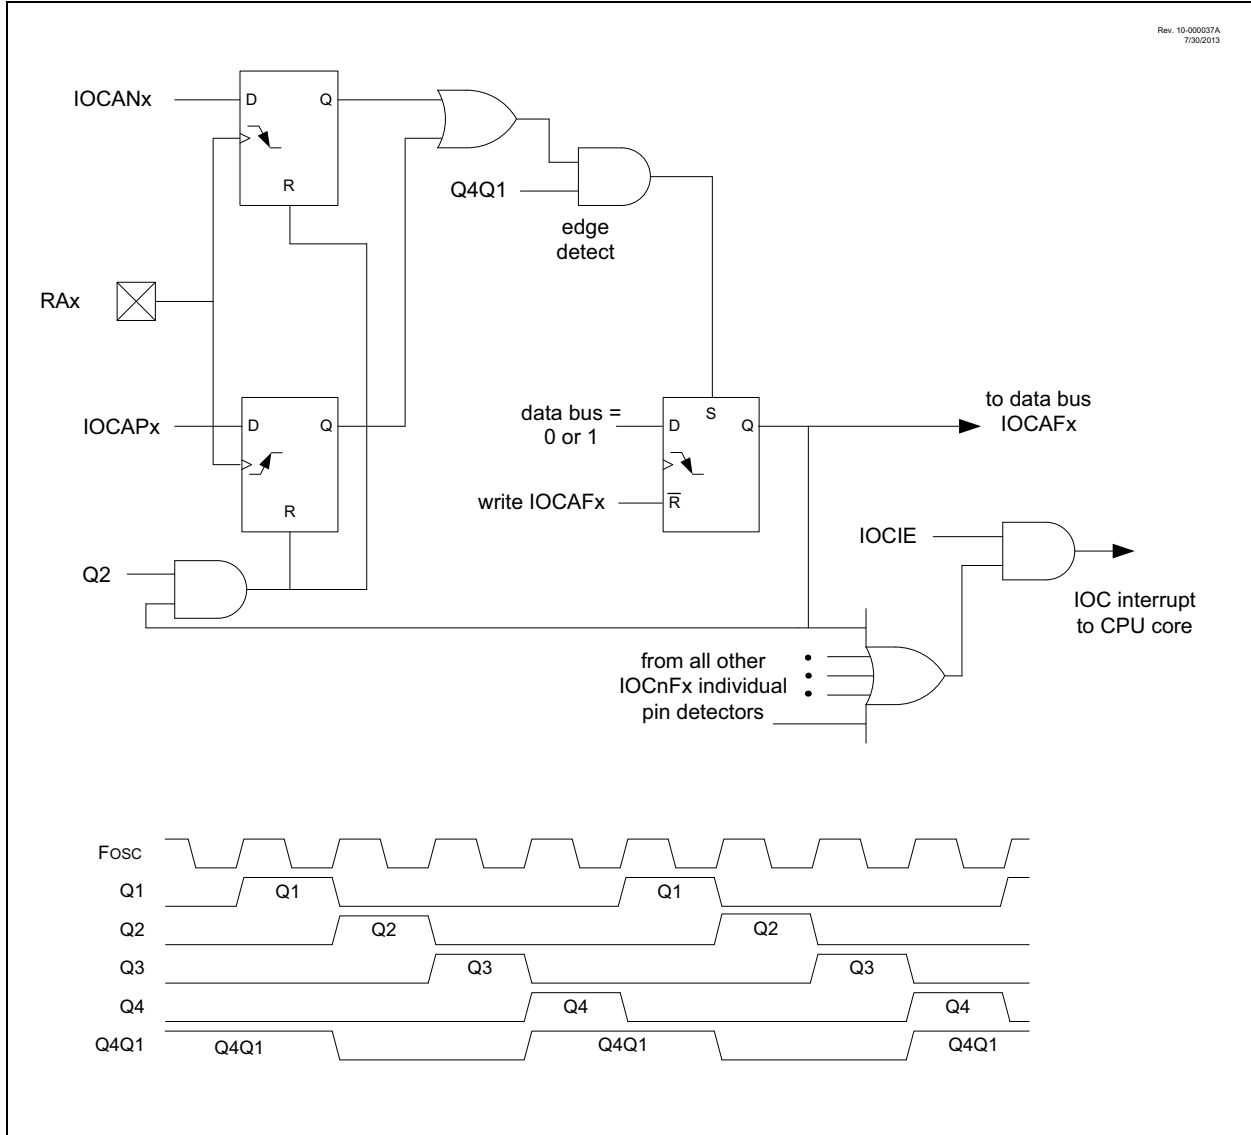 Rev. 10-000037A
7/30/2013
IOCANx
D
Q
R
Q4Q1
edge
detect
RAx
IOCAPx
D
Q
R
data bus =
0 or 1
S
D
Q
to data bus
IOCAFx
write IOCAFx
R
IOCIE
Q2
IOC interrupt
to CPU core
from all other
IOCnFx individual
pin detectors
FOSC
Q1
Q1
Q1
Q2
Q2
Q2
Q3
Q3
Q3
Q4
Q4
Q4
Q4Q1
Q4Q1
Q4Q1
Q4Q1